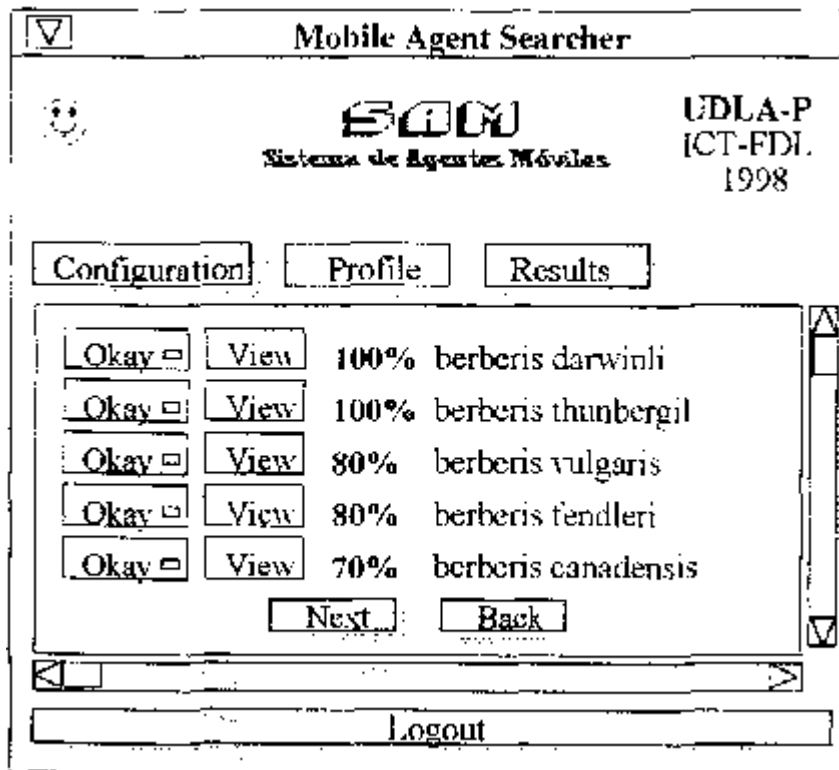 Mobile Agent Searcher
SAM
Sistema de Agentes Móviles
UDLA-P
ICT-FDL
1998
Configuration Profile Results
Okay View 100% berberis darwinli
Okay View 100% berberis thunbergil
Okay View 80% berberis vulgaris
Okay View 80% berberis fendleri
Okay View 70% berberis canadensis
Next Back
Logout